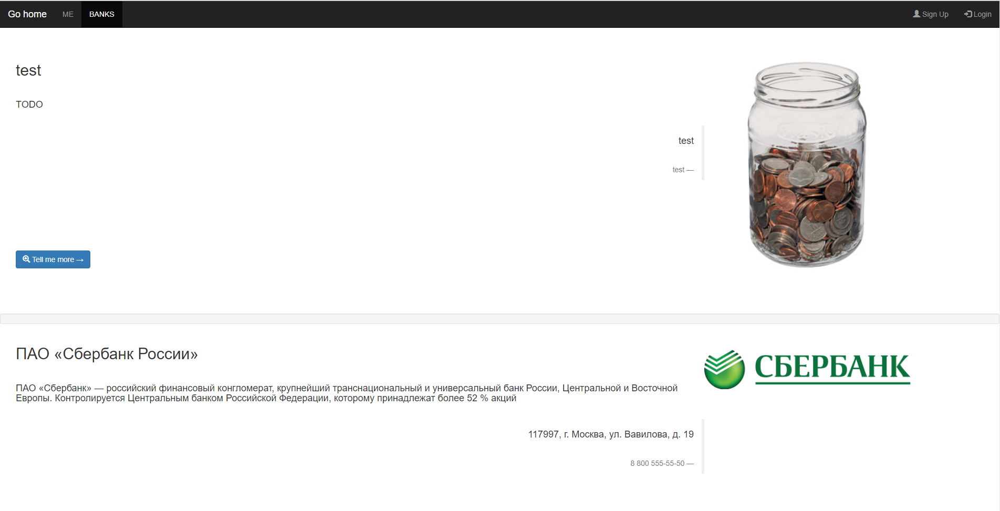 Go home ME BANKS Sign Up Login
test
TODO
test
test —
Tell me more →
ПАО «Сбербанк России»
СБЕРБАНК
ПАО «Сбербанк» — российский финансовый конгломерат, крупнейший транснациональный и универсальный банк России, Центральной и Восточной
Европы. Контролируется Центральным банком Российской Федерации, которому принадлежат более 52 % акций
117997, г. Москва, ул. Вавилова, д. 19
8 800 555-55-50 —